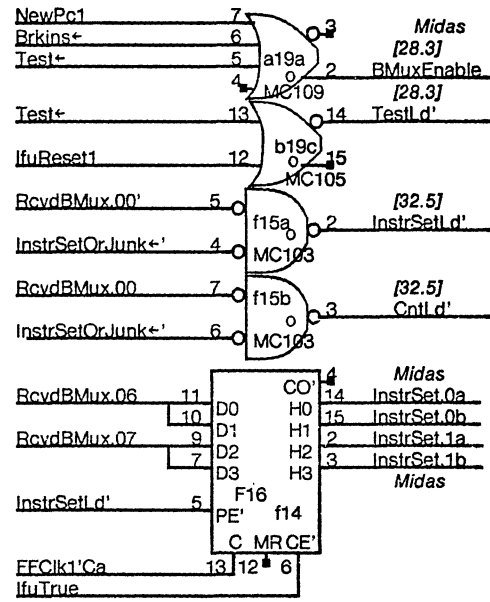 NewPc1 7 3 Midas
Brkins← 6 [28.3]
Test← 5 a19a 2 BMuxEnable
4 MC109 [28.3]
Test← 13 14 TestLd'
b19c
IfuReset1 12 15
MC105
RcvdBMux.00' 5 [32.5]
f15a 2 InstrSetLd'
InstrSetOrJunk←' 4 MC103
RcvdBMux.00 7 [32.5]
f15b 3 CntLd'
InstrSetOrJunk←' 6 MC103
4 Midas
CO'
RcvdBMux.06 11 D0 H0 14 InstrSet.0a
10 D1 H1 15 InstrSet.0b
RcvdBMux.07 9 D2 H2 2 InstrSet.1a
7 D3 H3 3 InstrSet.1b
F16 Midas
InstrSetLd' 5 PE' f14
C MR CE'
FFClk1'Ca 13 12 6
IfuTrue